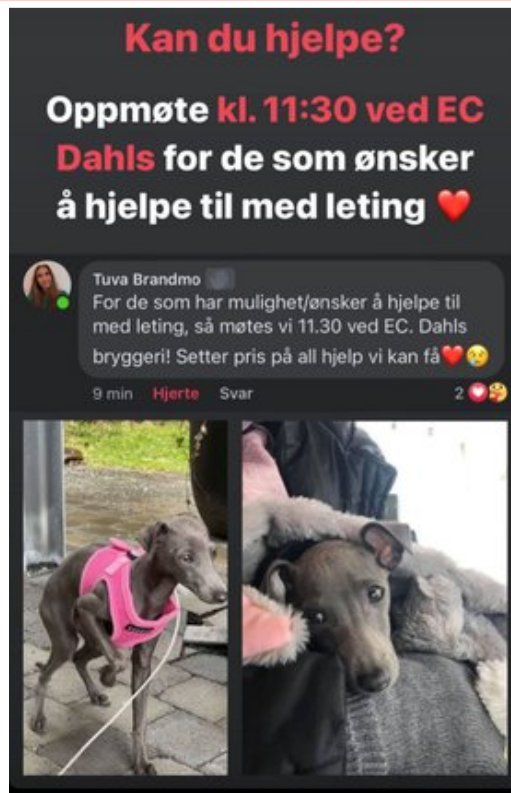 Kan du hjelpe?
Oppmøte kl. 11:30 ved EC
Dahls for de som ønsker
å hjelpe til med leting ❤️
Tuva Brandmo
For de som har mulighet/ønsker å hjelpe til
med leting, så møtes vi 11.30 ved EC. Dahls
bryggeri! Setter pris på all hjelp vi kan få❤️😢
9 min Hjerte Svar 2